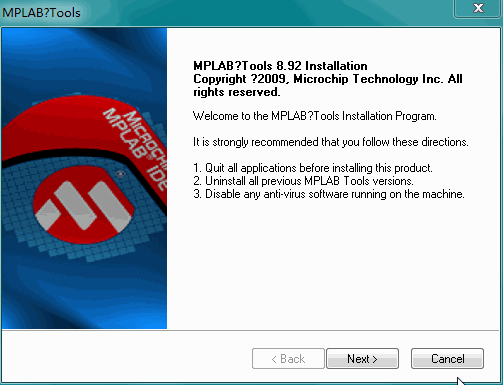 MPLAB?Tools
X
MPLAB?Tools 8.92 Installation
Copyright ?2009, Microchip Technology Inc. All
rights reserved.
Welcome to the MPLAB?Tools Installation Program.
It is strongly recommended that you follow these directions.
1. Quit all applications before installing this product.
2. Uninstall all previous MPLAB Tools versions.
3. Disable any anti-virus software running on the machine.
MICROCHIP
MPLAB® IDE
< Back
Next >
Cancel